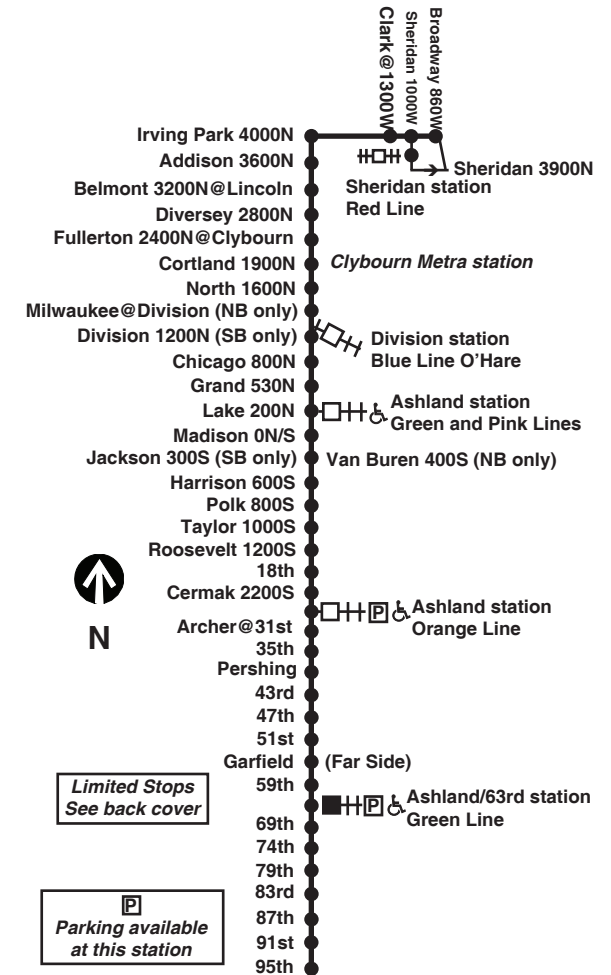 Clark@1300W
Sheridan 1000W
Broadway 860W
Irving Park 4000N
Addison 3600N
Sheridan 3900N
Belmont 3200N@Lincoln
Sheridan station
Red Line
Diversey 2800N
Fullerton 2400N@Clybourn
Cortland 1900N
Clybourn Metra station
North 1600N
Milwaukee@Division (NB only)
Division 1200N (SB only)
Division station
Blue Line O'Hare
Chicago 800N
Grand 530N
Lake 200N
Ashland station
Green and Pink Lines
Madison 0N/S
Jackson 300S (SB only)
Van Buren 400S (NB only)
Harrison 600S
Polk 800S
Taylor 1000S
Roosevelt 1200S
18th
Cermak 2200S
N
P
Ashland station
Orange Line
Archer@31st
35th
Pershing
43rd
47th
51st
Garfield
(Far Side)
59th
Limited Stops
See back cover
P
Ashland/63rd station
Green Line
69th
74th
79th
83rd
87th
91st
95th
P
Parking available
at this station